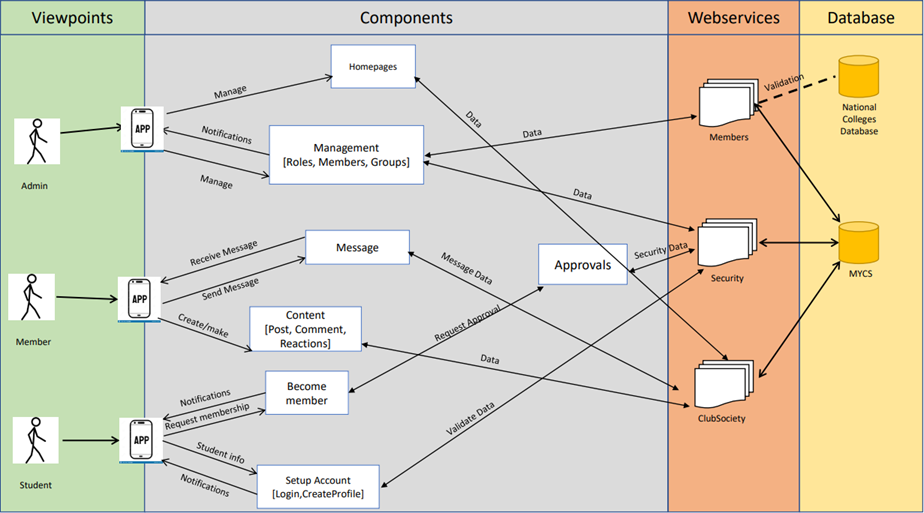 Viewpoints
Components
Webservices
Database
Homepages
Manage
APP
Notifications
Management
[Roles, Members, Groups]
Manage
Admin
Data
Data
Data
Members
Validation
National
Colleges
Database
Receive Message
Message
Send Message
APP
Member
Create/make
Content
[Post, Comment,
Reactions]
Message Data
Approvals
Security Data
Security
MYCS
Request Approval
Data
ClubSociety
Become
member
Notifications
Request membership
APP
Student
Student info
Notifications
Setup Account
[Login,CreateProfile]
Validate Data